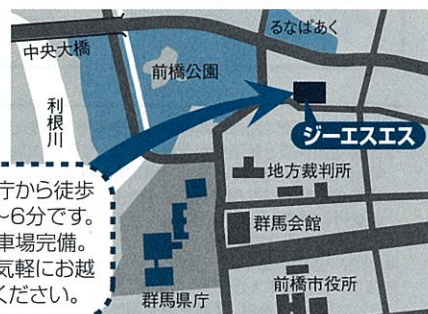 るなぱあく
中央大橋
前橋公園
利根川
ジーエスエス
地方裁判所
群馬会館
前橋市役所
群馬県庁
庁から徒歩
~6分です。
車場完備。
気軽にお越
ください。